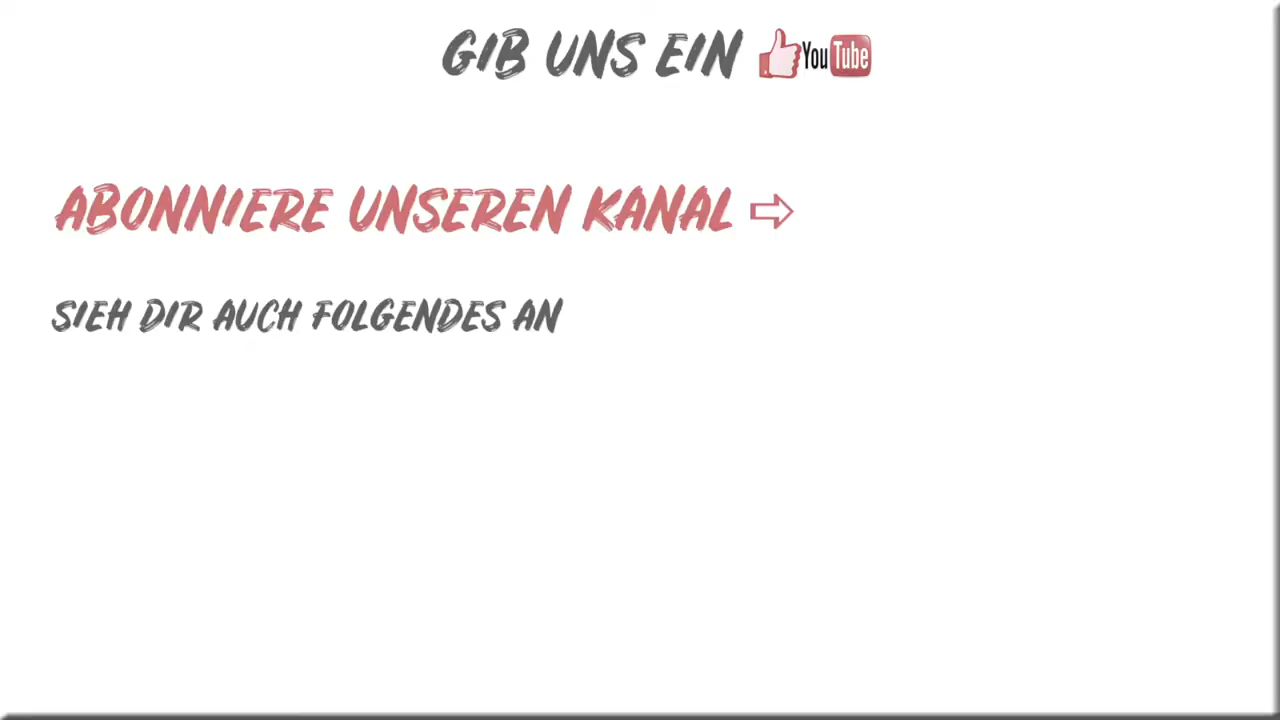 GIB UNS EIN YouTube
ABONNIERE UNSEREN KANAL ⇨
SIEH DIR AUCH FOLGENDES AN